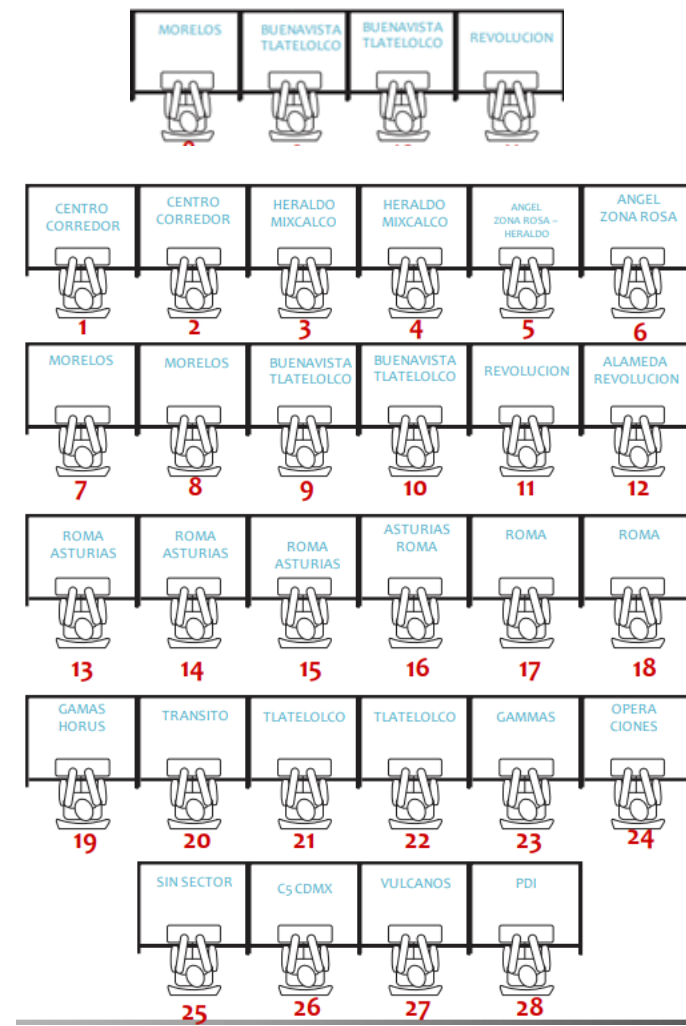 MORELOS BUENAVISTA BUENAVISTA REVOLUCION
TLATELOLCO TLATELOLCO
CENTRO CENTRO HERALDO HERALDO ANGEL ANGEL
CORREDOR CORREDOR MIXCALCO MIXCALCO ZONA ROSA – ZONA ROSA
HERALDO
1 2 3 4 5 6
MORELOS MORELOS BUENAVISTA BUENAVISTA REVOLUCION ALAMEDA
TLATELOLCO TLATELOLCO REVOLUCION
7 8 9 10 11 12
ROMA ROMA ROMA ASTURIAS ROMA ROMA
ASTURIAS ASTURIAS ASTURIAS ROMA
13 14 15 16 17 18
GAMAS TRANSITO TLATELOLCO TLATELOLCO GAMMAS OPERA
HORUS CIONES
19 20 21 22 23 24
SIN SECTOR C5 CDMX VULCANOS PDI
25 26 27 28